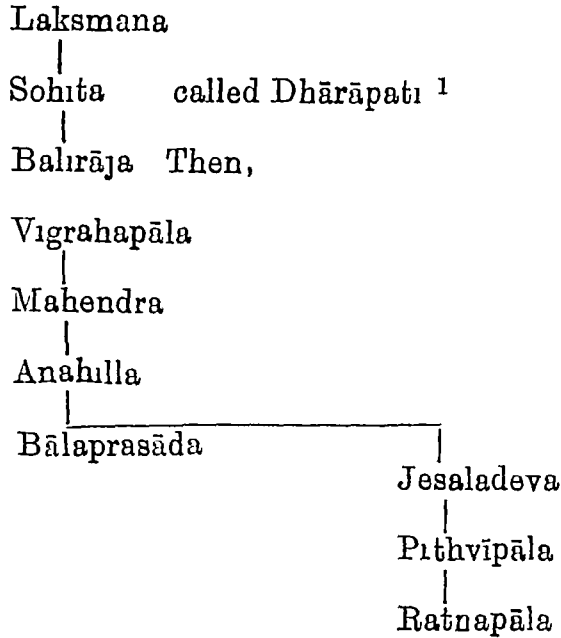 Laksmana
Sohita called Dhārāpati 1
Balirāja Then,
Vigrahapāla
Mahendra
Anahilla
Bālaprasāda
Jesaladeva
Pithvīpāla
Ratnapāla